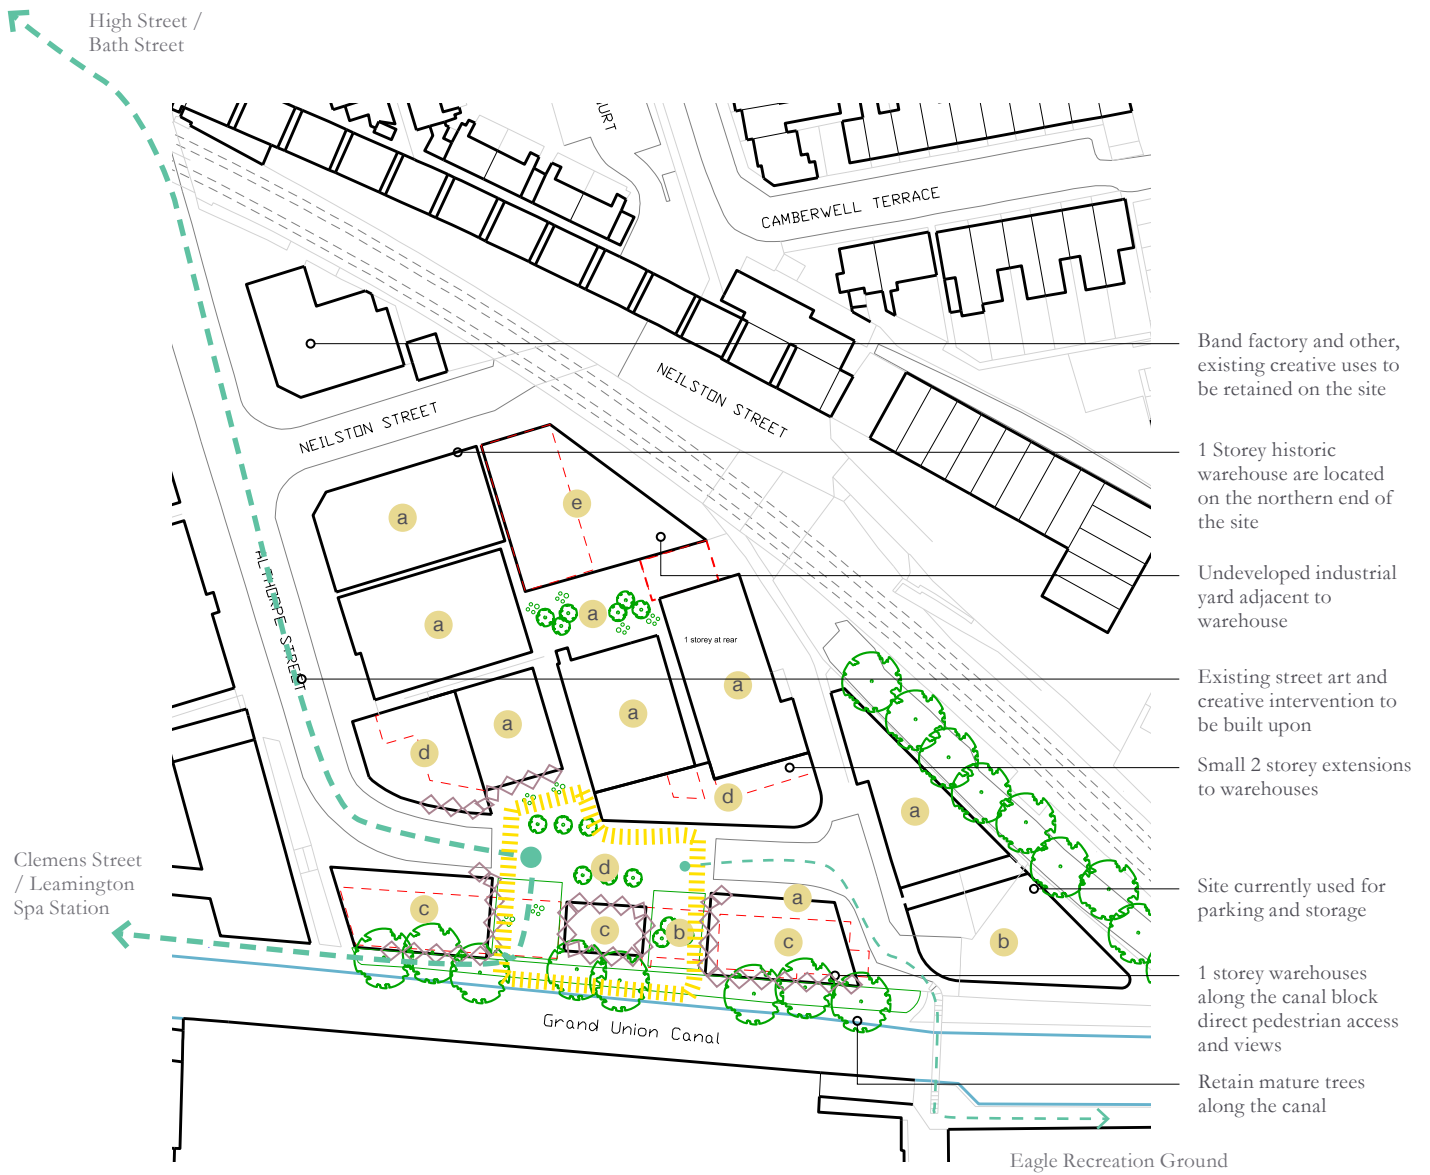 High Street /
Bath Street
URT
CAMBERWELL TERRACE
NEILSTON STREET
NEILSTON STREET
ALTHORPE STREET
Band factory and other,
existing creative uses to
be retained on the site
1 Storey historic
warehouse are located
on the northern end of
the site
Undeveloped industrial
yard adjacent to
warehouse
Existing street art and
creative intervention to
be built upon
Small 2 storey extensions
to warehouses
Site currently used for
parking and storage
1 storey warehouses
along the canal block
direct pedestrian access
and views
Retain mature trees
along the canal
a
e
a
a
1 storey at rear
a
a
a
d
d
a
d
a
c
c
b
c
b
Clemens Street
/ Leamington
Spa Station
Grand Union Canal
Eagle Recreation Ground